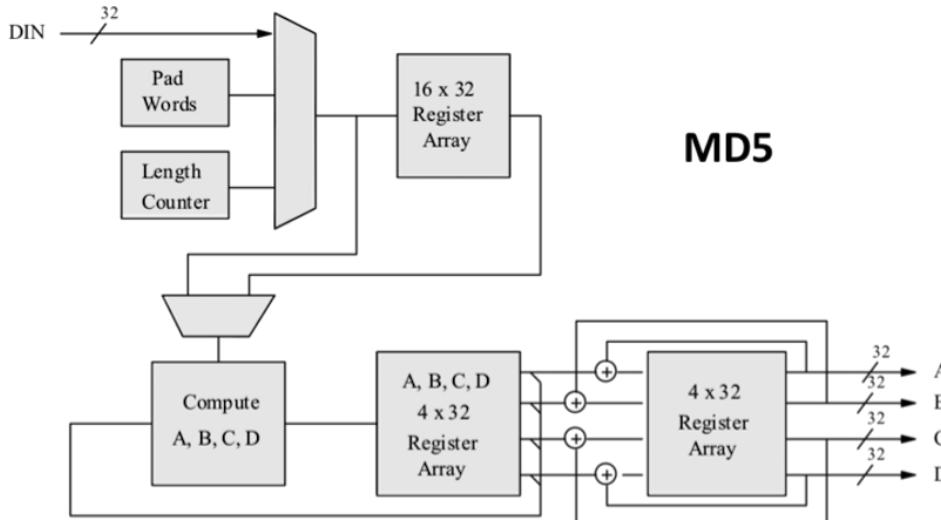 32
DIN
Pad
Words
16 x 32
Register
Array
MD5
Length
Counter
Compute
A, B, C, D
A, B, C, D
4 x 32
Register
Array
+
+
+
+
4 x 32
Register
Array
32
32
32
32